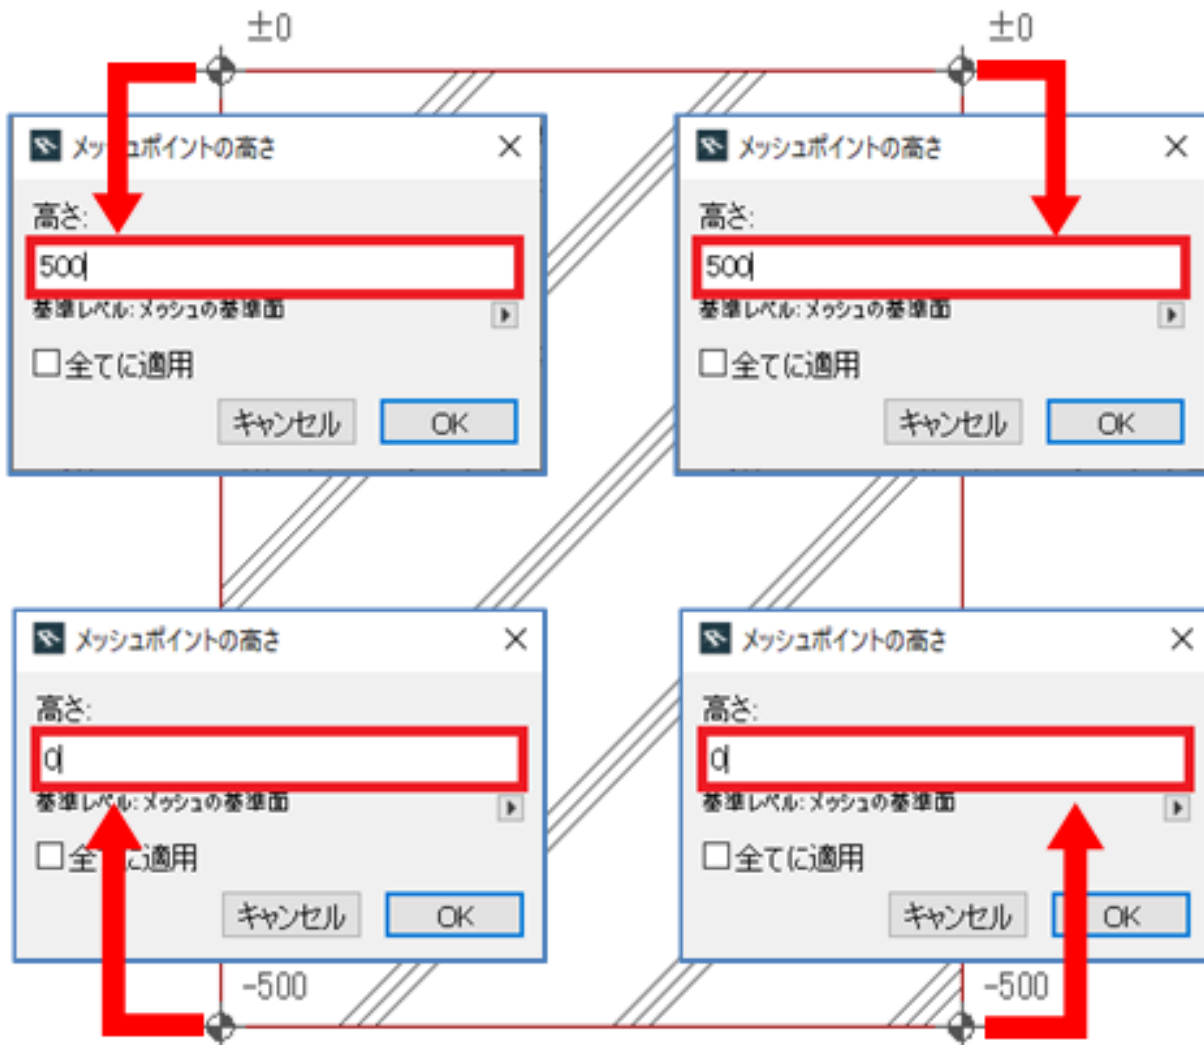 ±0
±0
メッシュポイントの高さ
高さ:
500
基準レベル: メッシュの基準面
全てに適用
キャンセル
OK
メッシュポイントの高さ
高さ:
500
基準レベル: メッシュの基準面
全てに適用
キャンセル
OK
メッシュポイントの高さ
高さ:
0
基準レベル: メッシュの基準面
全てに適用
キャンセル
OK
メッシュポイントの高さ
高さ:
0
基準レベル: メッシュの基準面
全てに適用
キャンセル
OK
-500
-500